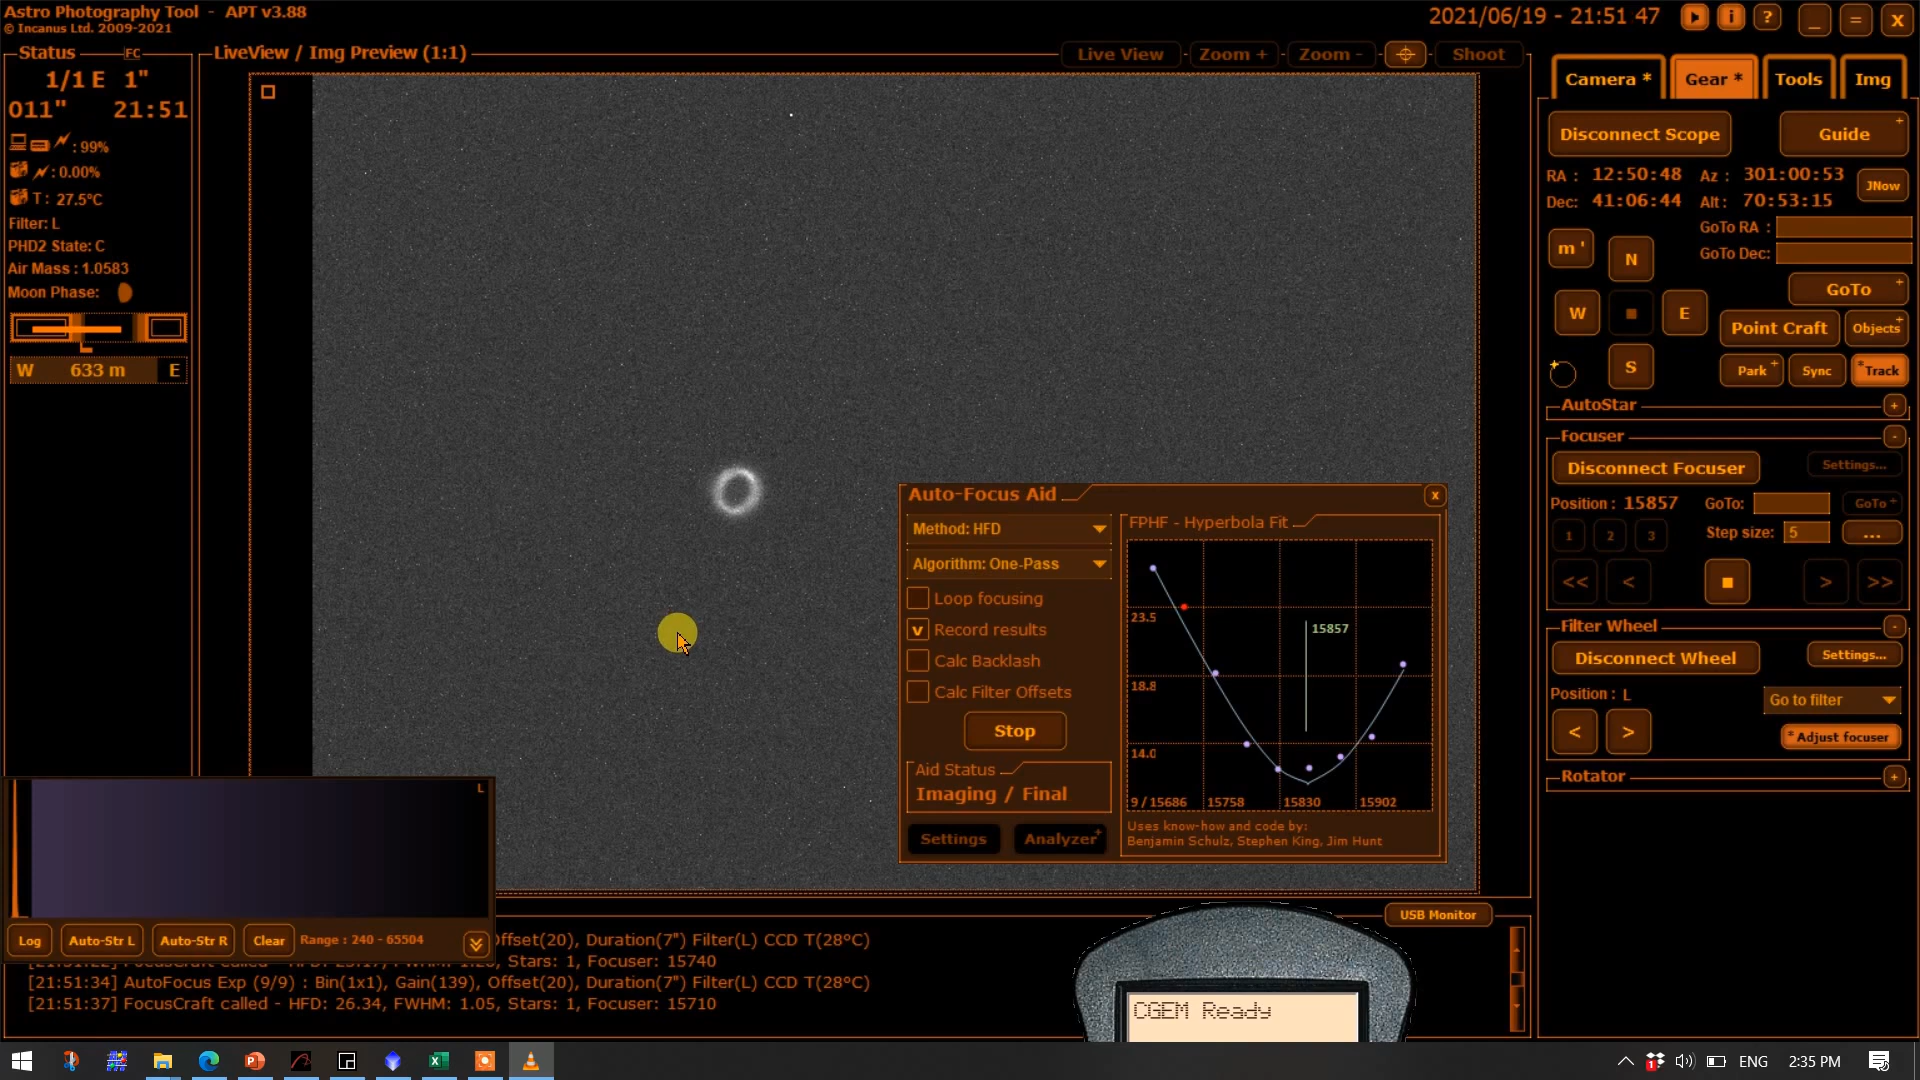 Astro Photography Tool - APT v3.88
© Incanus Ltd. 2009-2021
2021/06/19 - 21:51 47
i
?
_
=
X
Status
FC
1/1 E 1"
011" 21:51
: 99%
: 0.00%
T : 27.5°C
Filter: L
PHD2 State: C
Air Mass : 1.0583
Moon Phase:
W 633 m E
LiveView / Img Preview (1:1)
Live View
Zoom +
Zoom -
Shoot
Camera *
Gear *
Tools
Img
Disconnect Scope
Guide +
RA : 12:50:48 Az : 301:00:53
Dec: 41:06:44 Alt : 70:53:15
JNow
GoTo RA :
GoTo Dec:
m '
N
W
E
S
GoTo +
Point Craft
Objects +
Park +
Sync
* Track
AutoStar +
Focuser -
Disconnect Focuser
Settings...
Position : 15857 GoTo:
GoTo +
1 2 3 Step size: 5 ...
<< < > >>
Filter Wheel -
Disconnect Wheel
Settings...
Position : L
Go to filter
< >
* Adjust focuser
Rotator +
Auto-Focus Aid
x
Method: HFD
Algorithm: One-Pass
Loop focusing
v Record results
Calc Backlash
Calc Filter Offsets
Stop
Aid Status
Imaging / Final
Settings
Analyzer +
FPHF - Hyperbola Fit
23.5
15857
18.8
14.0
9 / 15686 15758 15830 15902
Uses know-how and code by:
Benjamin Schulz, Stephen King, Jim Hunt
L
Log
Auto-Str L
Auto-Str R
Clear
Range : 240 - 65504
USB Monitor
Offset(20), Duration(7") Filter(L) CCD T(28°C)
Stars: 1, Focuser: 15740
[21:51:34] AutoFocus Exp (9/9) : Bin(1x1), Gain(139), Offset(20), Duration(7") Filter(L) CCD T(28°C)
[21:51:37] FocusCraft called - HFD: 26.34, FWHM: 1.05, Stars: 1, Focuser: 15710
CGEM Ready
ENG
2:35 PM